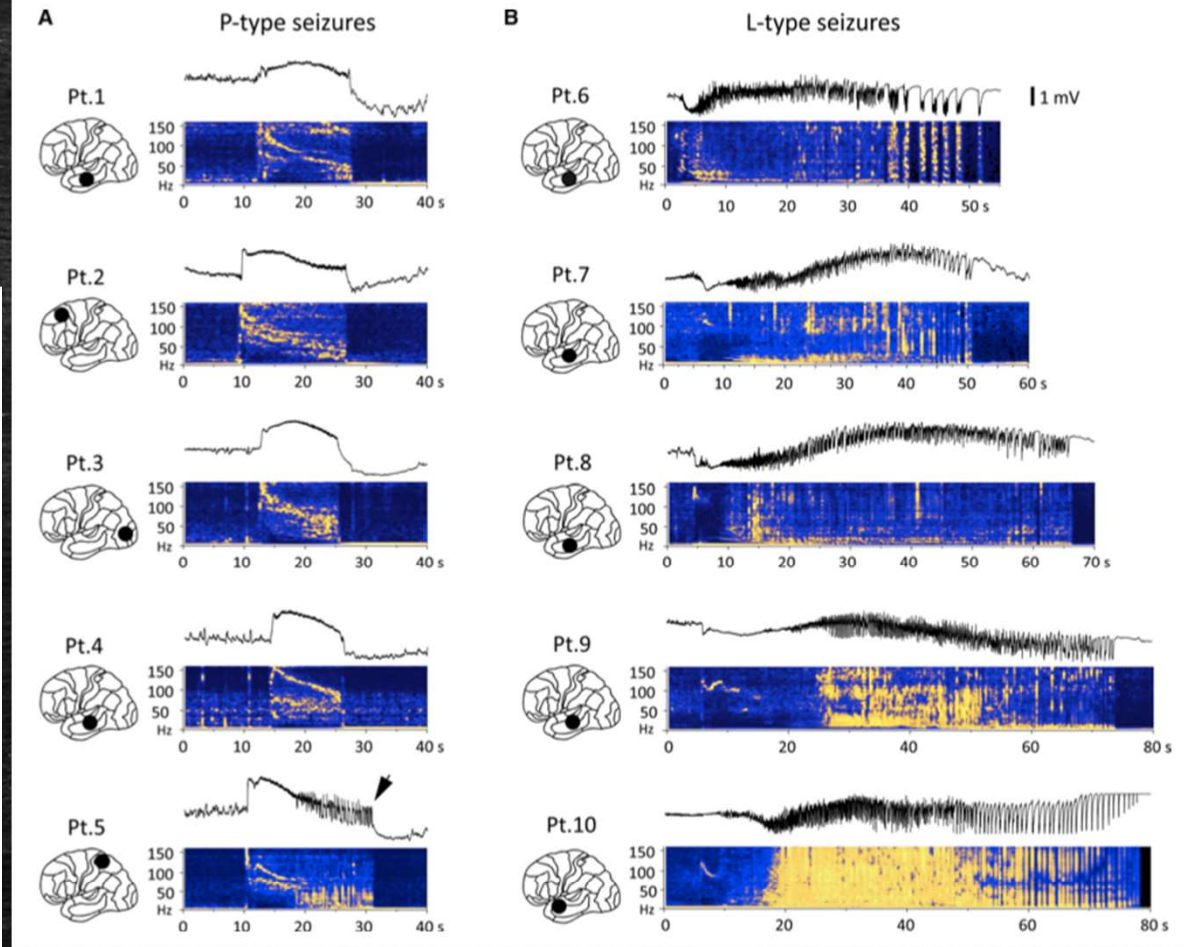 A
P-type seizures
B
L-type seizures
Pt.1
150
100
50
Hz
0 10 20 30 40 s
Pt.2
150
100
50
Hz
0 10 20 30 40 s
Pt.3
150
100
50
Hz
0 10 20 30 40 s
Pt.4
150
100
50
Hz
0 10 20 30 40 s
Pt.5
150
100
50
Hz
0 10 20 30 40 s
Pt.6
1 mV
150
100
50
Hz
0 10 20 30 40 50 s
Pt.7
150
100
50
Hz
0 10 20 30 40 50 60 s
Pt.8
150
100
50
Hz
0 10 20 30 40 50 60 70 s
Pt.9
150
100
50
Hz
0 20 40 60 80 s
Pt.10
150
100
50
Hz
0 20 40 60 80 s